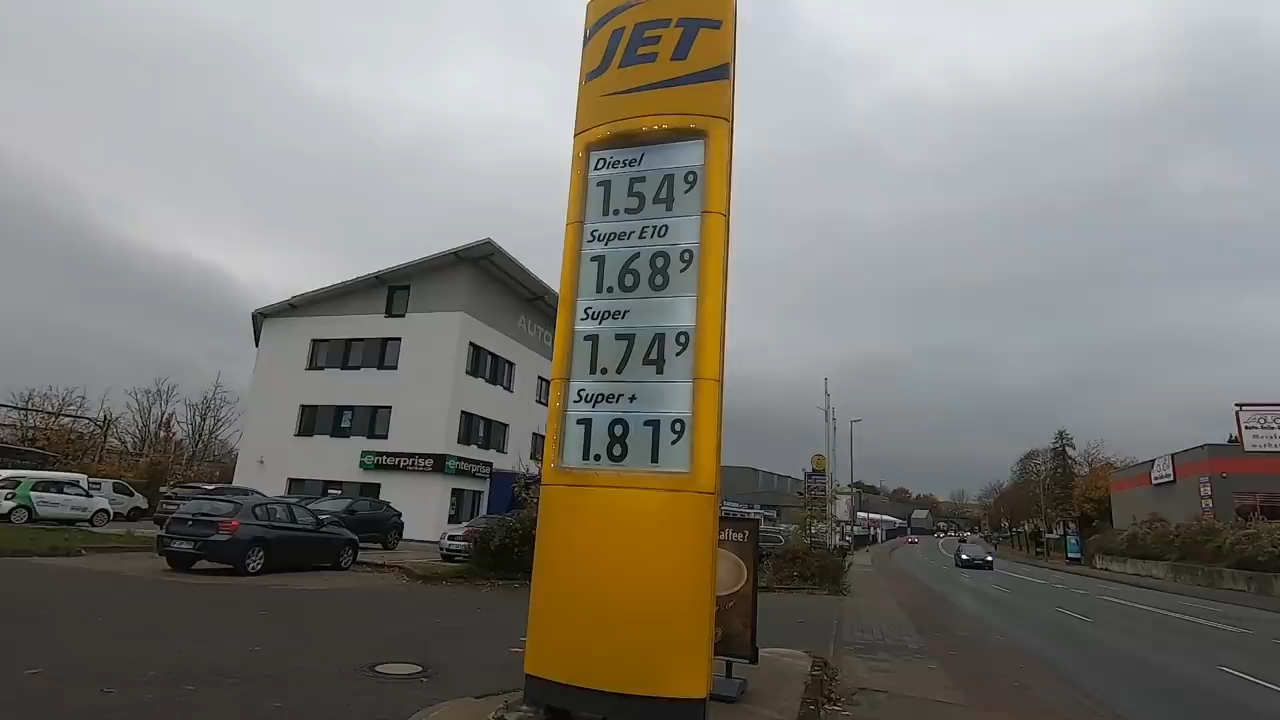 JET
Diesel
1.54⁹
Super E10
1.68⁹
Super
1.74⁹
Super +
1.81⁹
AUTO
enterprise
enterprise
affee?